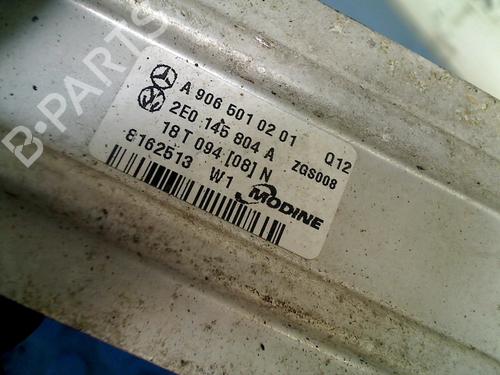 A 906 501 02 01 Q12
2E0 145 804 A ZGS008
18 T 094 [08] N
8162513 W1 MODINE
B-PARTS